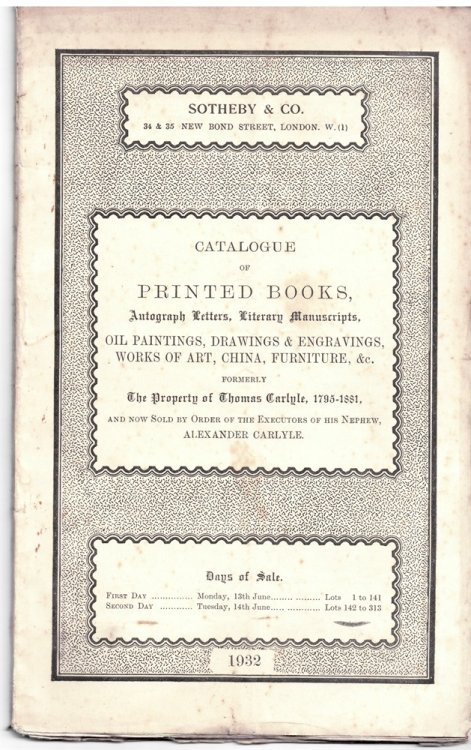 SOTHEBY & CO.
34 & 35 NEW BOND STREET, LONDON. W.(1)
CATALOGUE
OF
PRINTED BOOKS,
Autograph Letters, Literary Manuscripts,
OIL PAINTINGS, DRAWINGS & ENGRAVINGS,
WORKS OF ART, CHINA, FURNITURE, &c.
FORMERLY
The Property of Thomas Carlyle, 1795-1881,
AND NOW SOLD BY ORDER OF THE EXECUTORS OF HIS NEPHEW,
ALEXANDER CARLYLE.
Days of Sale.
FIRST DAY .............. Monday, 13th June........ ......... Lots 1 to 141
SECOND DAY ............ Tuesday, 14th June..... ............ Lots 142 to 313
1932